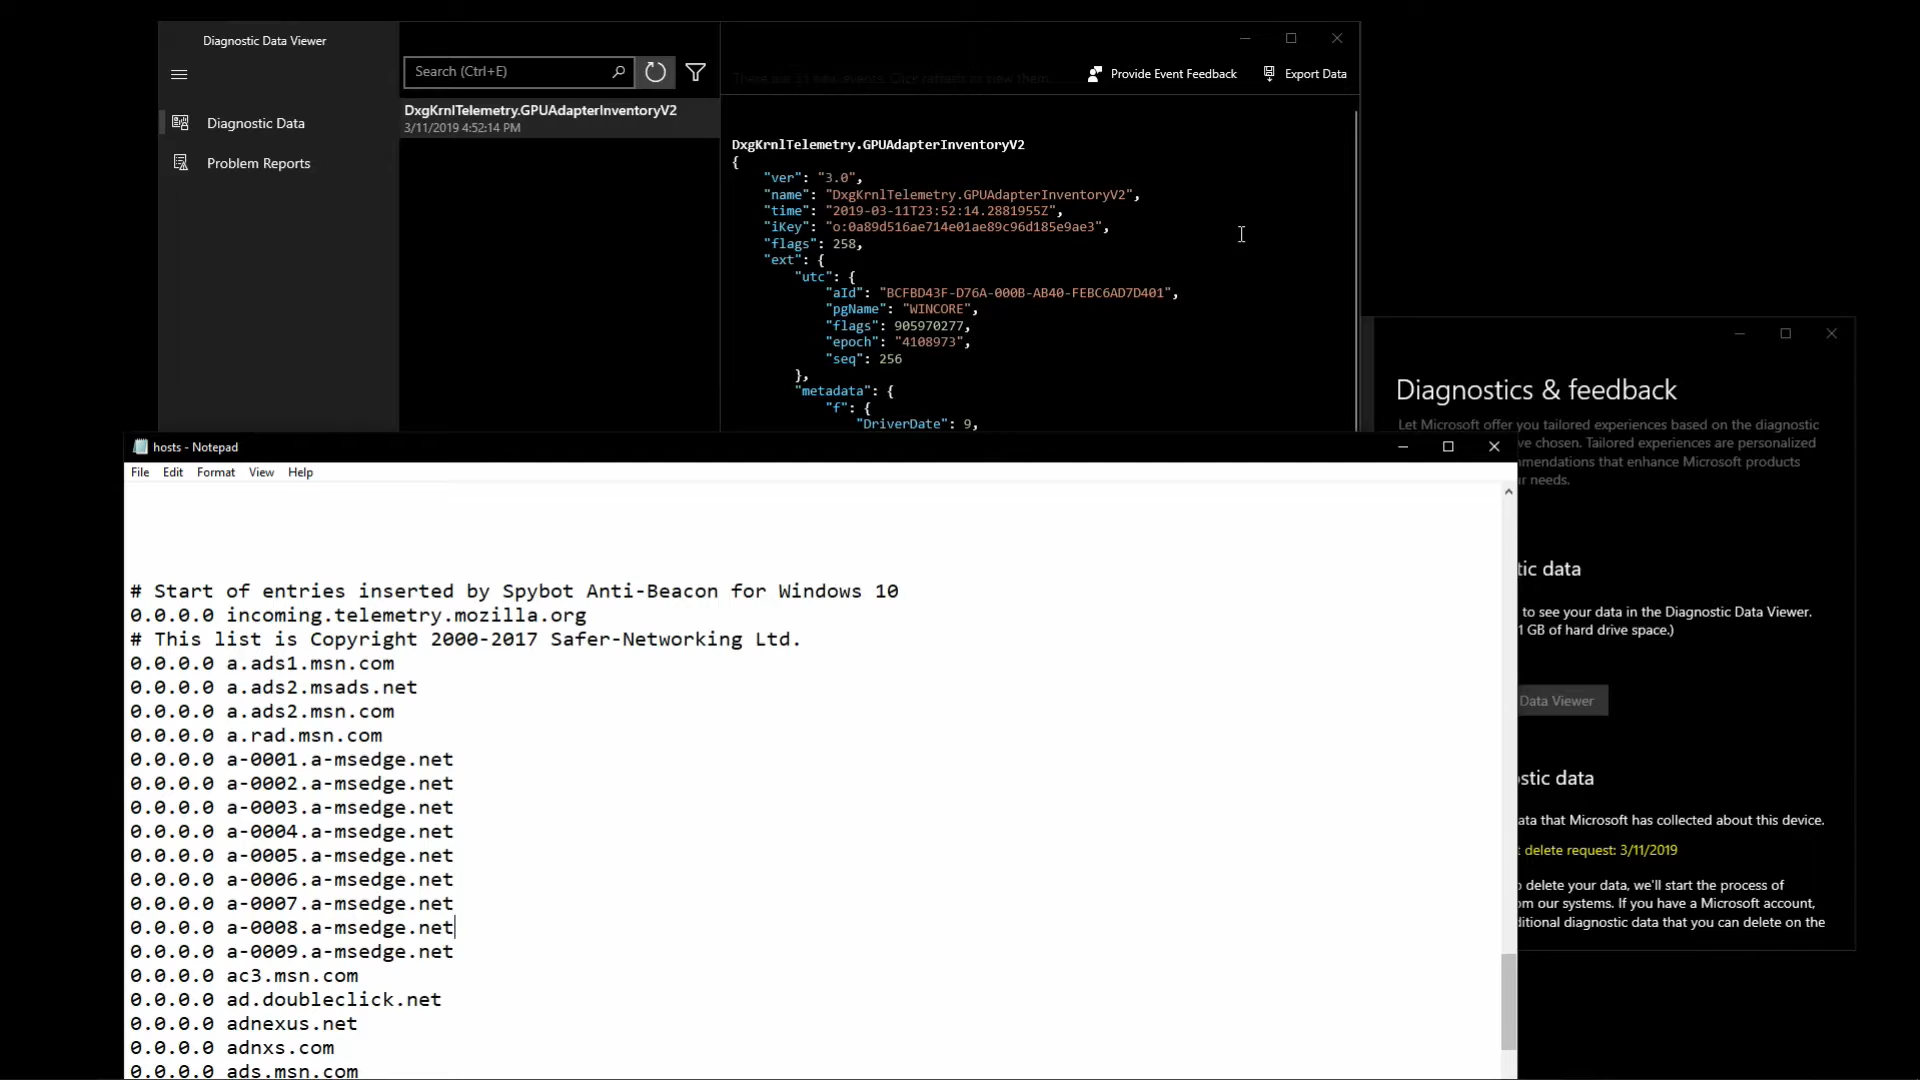 Diagnostic Data Viewer
Search (Ctrl+E)
There are 31 new events. Click refresh to view them.
Provide Event Feedback
Export Data
Diagnostic Data
Problem Reports
DxgKrnlTelemetry.GPUAdapterInventoryV2
3/11/2019 4:52:14 PM
DxgKrnlTelemetry.GPUAdapterInventoryV2
{
"ver": "3.0",
"name": "DxgKrnlTelemetry.GPUAdapterInventoryV2",
"time": "2019-03-11T23:52:14.2881955Z",
"iKey": "o:0a89d516ae714e01ae89c96d185e9ae3",
"flags": 258,
"ext": {
"utc": {
"aId": "BCFBD43F-D76A-000B-AB40-FEBC6AD7D401",
"pgName": "WINCORE",
"flags": 905970277,
"epoch": "4108973",
"seq": 256
},
"metadata": {
"f": {
"DriverDate": 9,
Diagnostics & feedback
Let Microsoft offer you tailored experiences based on the diagnostic
ve chosen. Tailored experiences are personalized
mmendations that enhance Microsoft products
ur needs.
tic data
to see your data in the Diagnostic Data Viewer.
1 GB of hard drive space.)
Data Viewer
stic data
ata that Microsoft has collected about this device.
t delete request: 3/11/2019
o delete your data, we'll start the process of
om our systems. If you have a Microsoft account,
ditional diagnostic data that you can delete on the
hosts - Notepad
File Edit Format View Help
# Start of entries inserted by Spybot Anti-Beacon for Windows 10
0.0.0.0 incoming.telemetry.mozilla.org
# This list is Copyright 2000-2017 Safer-Networking Ltd.
0.0.0.0 a.ads1.msn.com
0.0.0.0 a.ads2.msads.net
0.0.0.0 a.ads2.msn.com
0.0.0.0 a.rad.msn.com
0.0.0.0 a-0001.a-msedge.net
0.0.0.0 a-0002.a-msedge.net
0.0.0.0 a-0003.a-msedge.net
0.0.0.0 a-0004.a-msedge.net
0.0.0.0 a-0005.a-msedge.net
0.0.0.0 a-0006.a-msedge.net
0.0.0.0 a-0007.a-msedge.net
0.0.0.0 a-0008.a-msedge.net
0.0.0.0 a-0009.a-msedge.net
0.0.0.0 ac3.msn.com
0.0.0.0 ad.doubleclick.net
0.0.0.0 adnexus.net
0.0.0.0 adnxs.com
0.0.0.0 ads.msn.com